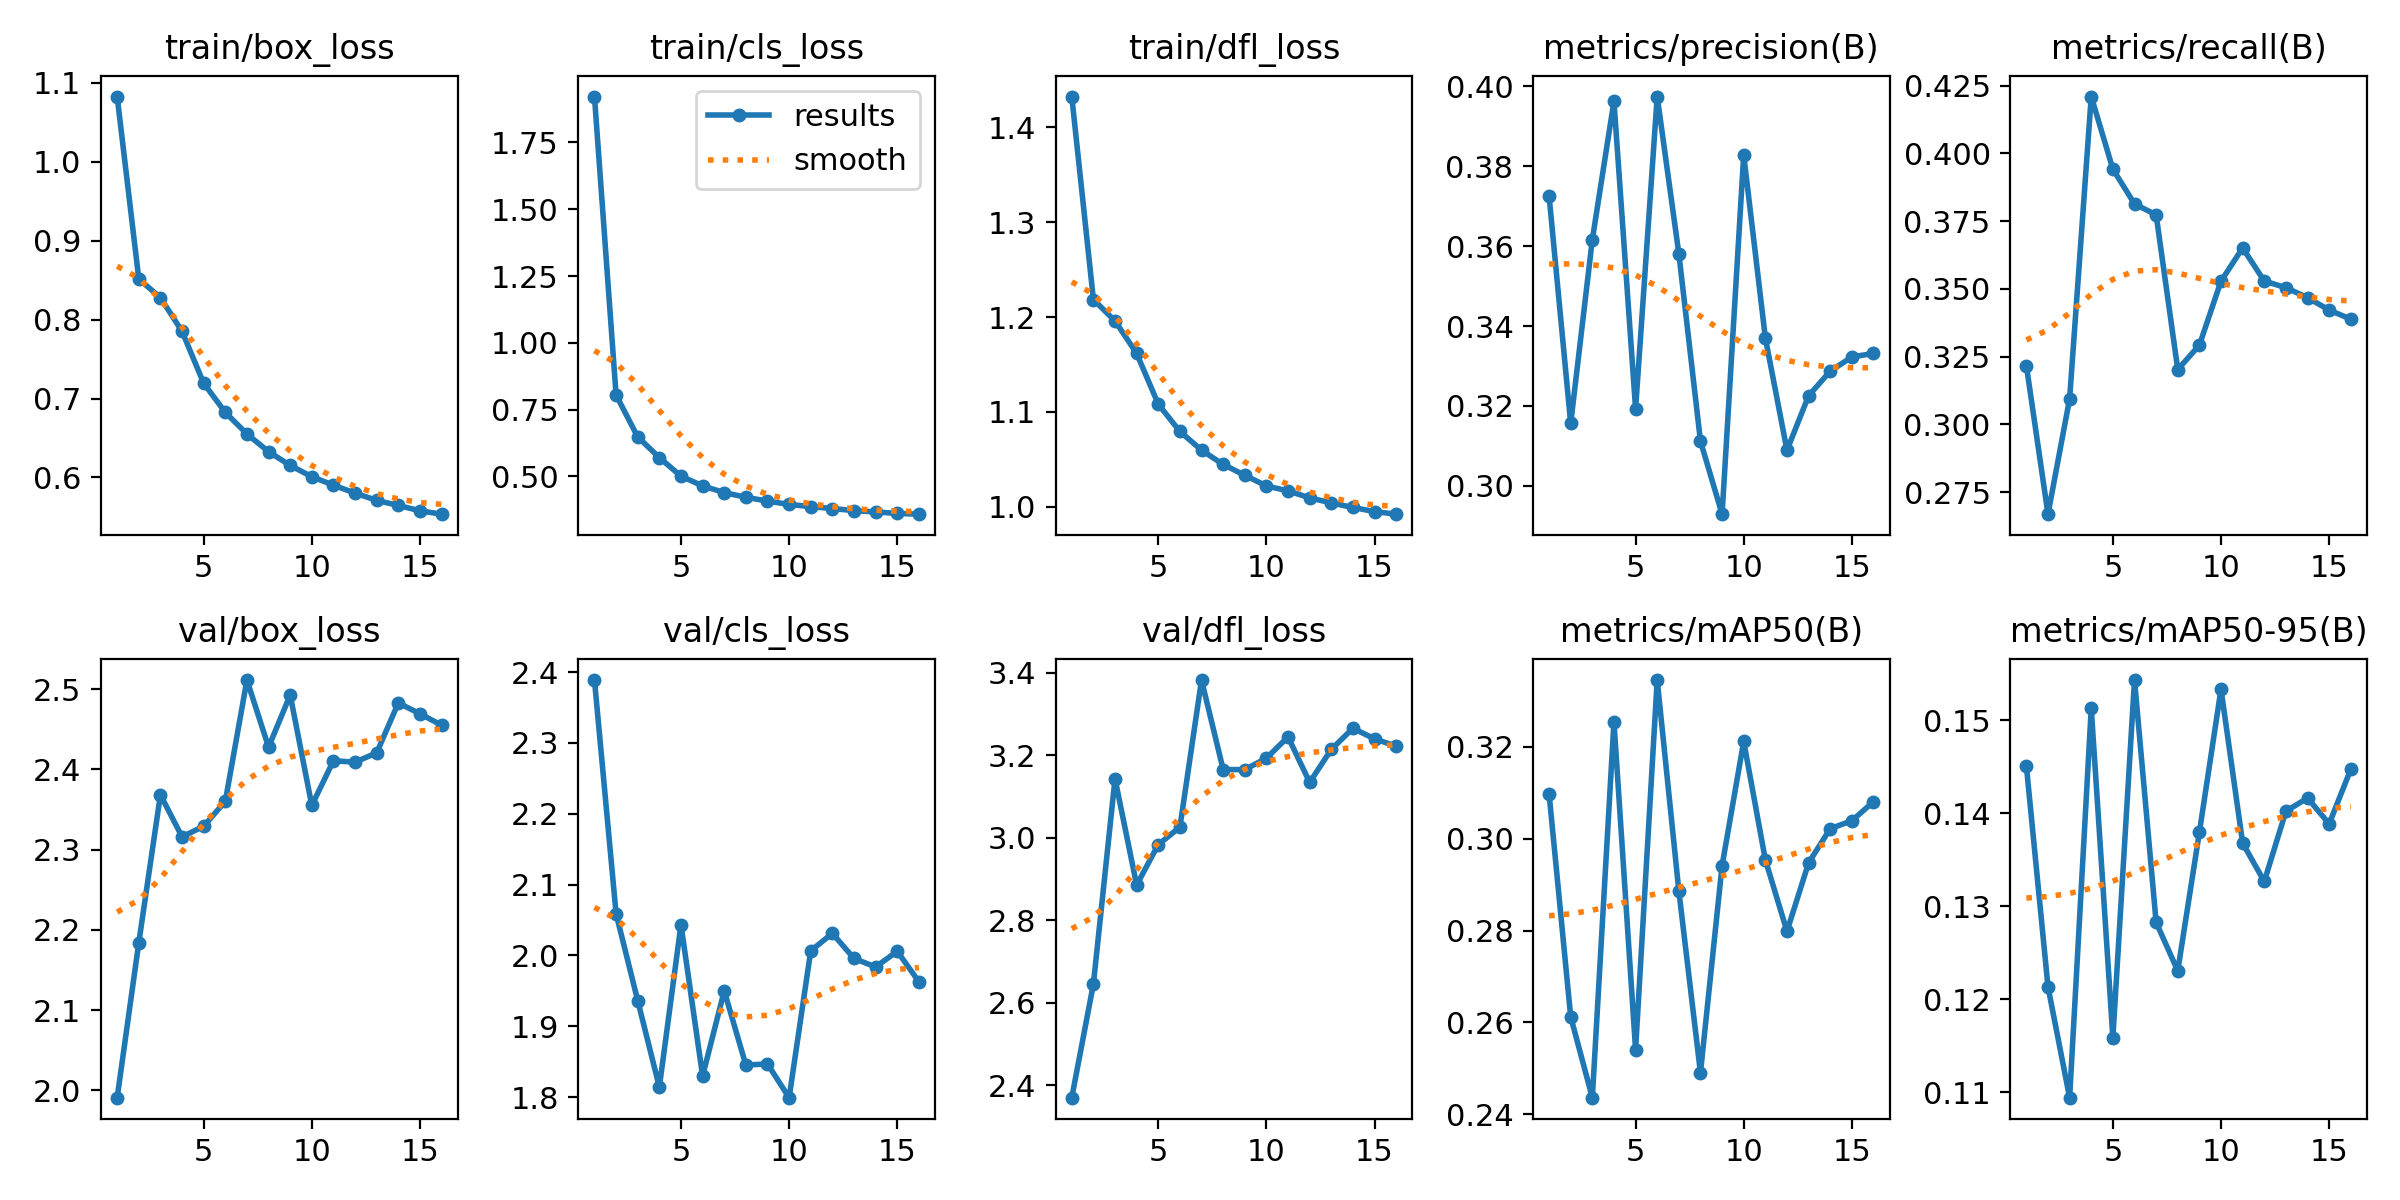 train/box_loss
1.1
1.0
0.9
0.8
0.7
0.6
5 10 15
train/cls_loss
results
smooth
1.75
1.50
1.25
1.00
0.75
0.50
5 10 15
train/dfl_loss
1.4
1.3
1.2
1.1
1.0
5 10 15
metrics/precision(B)
0.40
0.38
0.36
0.34
0.32
0.30
5 10 15
metrics/recall(B)
0.425
0.400
0.375
0.350
0.325
0.300
0.275
5 10 15
val/box_loss
2.5
2.4
2.3
2.2
2.1
2.0
5 10 15
val/cls_loss
2.4
2.3
2.2
2.1
2.0
1.9
1.8
5 10 15
val/dfl_loss
3.4
3.2
3.0
2.8
2.6
2.4
5 10 15
metrics/mAP50(B)
0.32
0.30
0.28
0.26
0.24
5 10 15
metrics/mAP50-95(B)
0.15
0.14
0.13
0.12
0.11
5 10 15